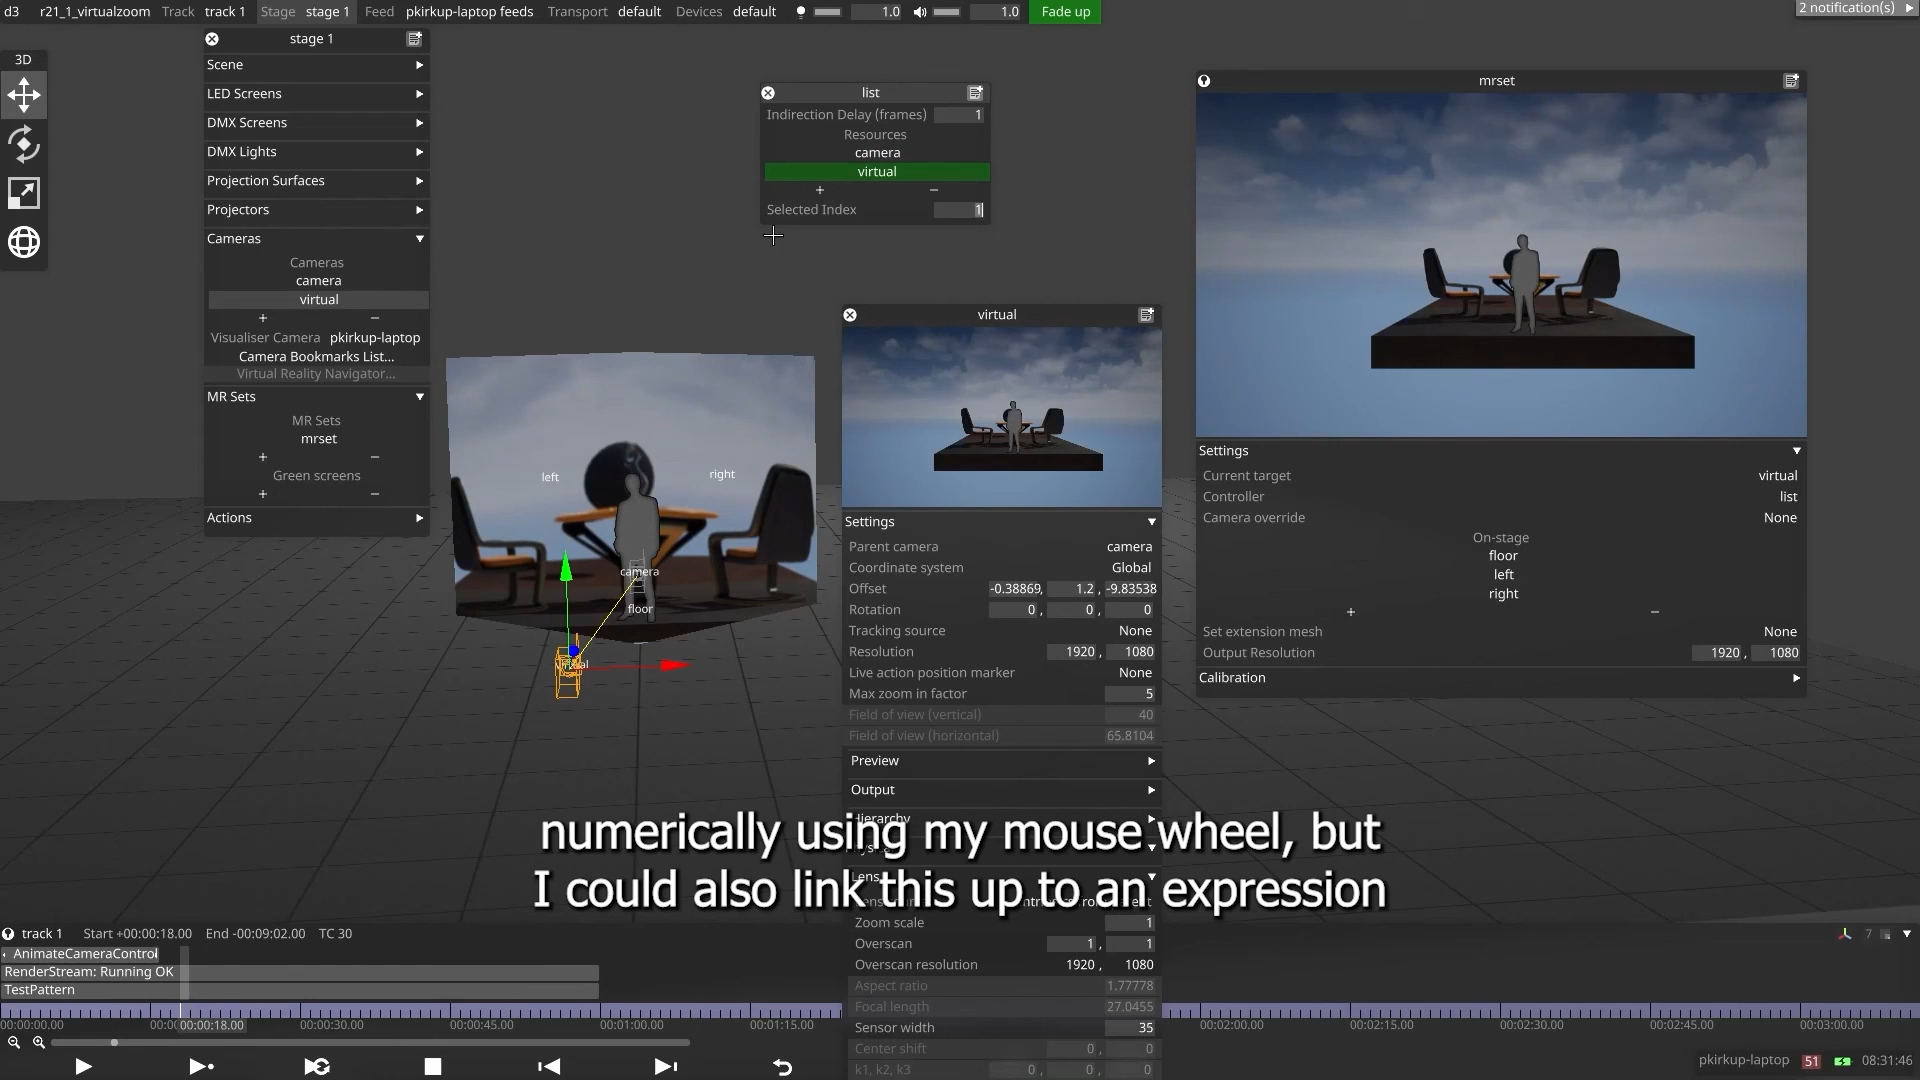 d3 r21_1_virtualzoom Track track 1 Stage stage 1 Feed pkirkup-laptop feeds Transport default Devices default 1.0 1.0 Fade up 2 notification(s)
3D
stage 1
Scene
LED Screens
DMX Screens
DMX Lights
Projection Surfaces
Projectors
Cameras
Cameras
camera
virtual
+ −
Visualiser Camera pkirkup-laptop
Camera Bookmarks List...
Virtual Reality Navigator...
MR Sets
MR Sets
mrset
+ −
Green screens
+ −
Actions
list
Indirection Delay (frames) 1
Resources
camera
virtual
+ −
Selected Index 1
left
right
camera
floor
virtual
Settings
Parent camera camera
Coordinate system Global
Offset -0.38869, 1.2 , -9.83538
Rotation 0 , 0 , 0
Tracking source None
Resolution 1920 , 1080
Live action position marker None
Max zoom in factor 5
Field of view (vertical) 40
Field of view (horizontal) 65.8104
Preview
Output
Hierarchy
Lens
Zoom scale 1
Overscan 1 , 1
Overscan resolution 1920 , 1080
Aspect ratio 1.77778
Focal length 27.0455
Sensor width 35
Center shift 0 , 0
k1, k2, k3 0 , 0 , 0
mrset
Settings
Current target virtual
Controller list
Camera override None
On-stage
floor
left
right
+ −
Set extension mesh None
Output Resolution 1920 , 1080
Calibration
numerically using my mouse wheel, but
I could also link this up to an expression
track 1 Start +00:00:18.00 End -00:09:02.00 TC 30 7
AnimateCameraControl
RenderStream: Running OK
TestPattern
00:00:00.00 00:00:18.00 00:00:30.00 00:00:45.00 00:01:00.00 00:01:15.00 00:02:00.00 00:02:15.00 00:02:30.00 00:02:45.00 00:03:00.00
pkirkup-laptop 51 08:31:46